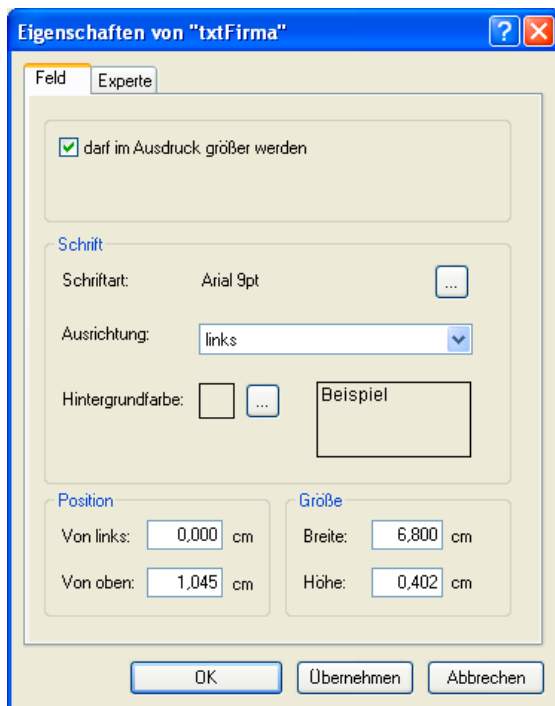 Eigenschaften von "txtFirma"
Feld Experte
darf im Ausdruck größer werden
Schrift
Schriftart: Arial 9pt ...
Ausrichtung: links
Hintergrundfarbe: ... Beispiel
Position Größe
Von links: 0,000 cm Breite: 6,800 cm
Von oben: 1,045 cm Höhe: 0,402 cm
OK Übernehmen Abbrechen